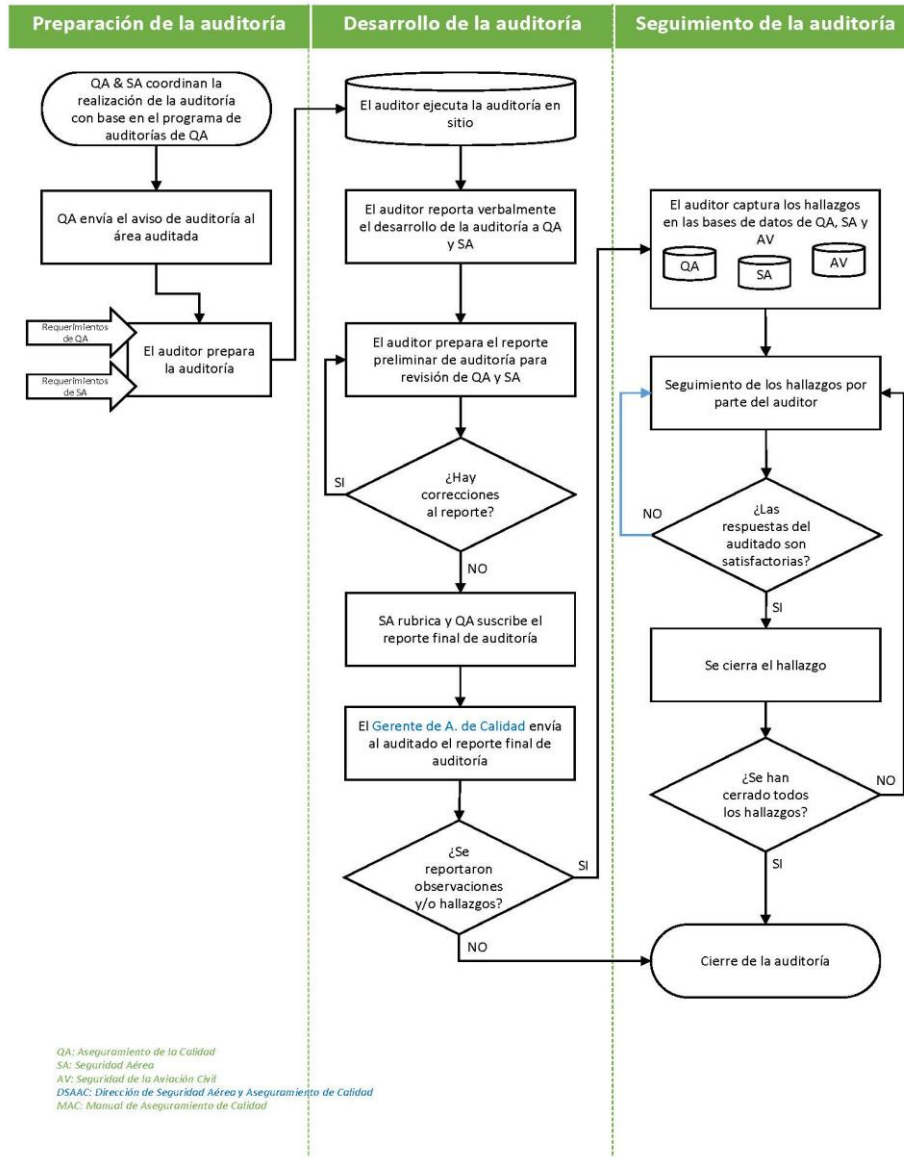 Preparación de la auditoría
Desarrollo de la auditoría
Seguimiento de la auditoría
QA & SA coordinan la
realización de la auditoría
con base en el programa de
auditorías de QA
QA envía el aviso de auditoría al
área auditada
Requerimientos
de QA
Requerimientos
de SA
El auditor prepara
la auditoría
El auditor ejecuta la auditoría en
sitio
El auditor reporta verbalmente
el desarrollo de la auditoría a QA
y SA
El auditor prepara el reporte
preliminar de auditoría para
revisión de QA y SA
¿Hay
correcciones
al reporte?
SI
NO
SA rubrica y QA suscribe el
reporte final de auditoría
El Gerente de A. de Calidad envía
al auditado el reporte final de
auditoría
¿Se
reportaron
observaciones
y/o hallazgos?
SI
NO
El auditor captura los hallazgos
en las bases de datos de QA, SA y
AV
QA
SA
AV
Seguimiento de los hallazgos por
parte del auditor
¿Las
respuestas del
auditado son
satisfactorias?
NO
SI
Se cierra el hallazgo
¿Se han
cerrado todos
los hallazgos?
NO
SI
Cierre de la auditoría
QA: Aseguramiento de la Calidad
SA: Seguridad Aérea
AV: Seguridad de la Aviación Civil
DSAAC: Dirección de Seguridad Aérea y Aseguramiento de Calidad
MAC: Manual de Aseguramiento de Calidad